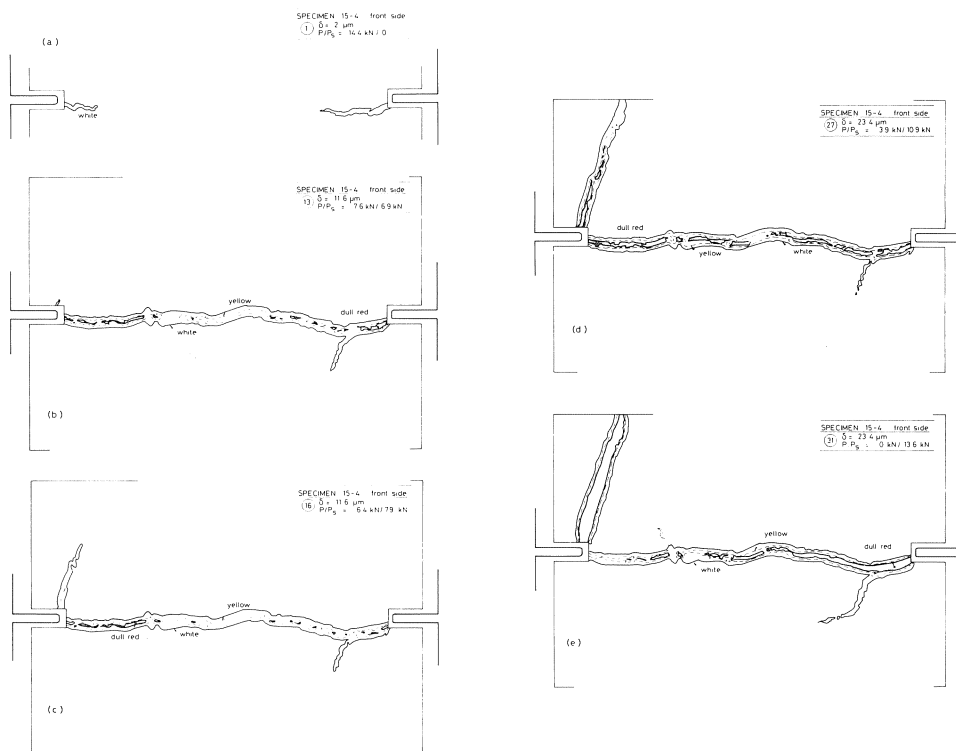 (a)
SPECIMEN 15-4 front side
1 δ = 2 µm
P/Ps = 14.4 kN / 0
white
(b)
SPECIMEN 15-4 front side
13 δ = 11.6 µm
P/Ps = 7.6 kN/6.9 kN
yellow
dull red
white
(c)
SPECIMEN 15-4 front side
16 δ = 11.6 µm
P/Ps = 6.4 kN/7.9 kN
yellow
dull red
white
SPECIMEN 15-4 front side
27 δ = 23.4 µm
P/Ps = 3.9 kN/10.9 kN
dull red
yellow
white
(d)
SPECIMEN 15-4 front side
31 δ = 23.4 µm
P Ps = 0 kN/13.6 kN
yellow
dull red
white
(e)